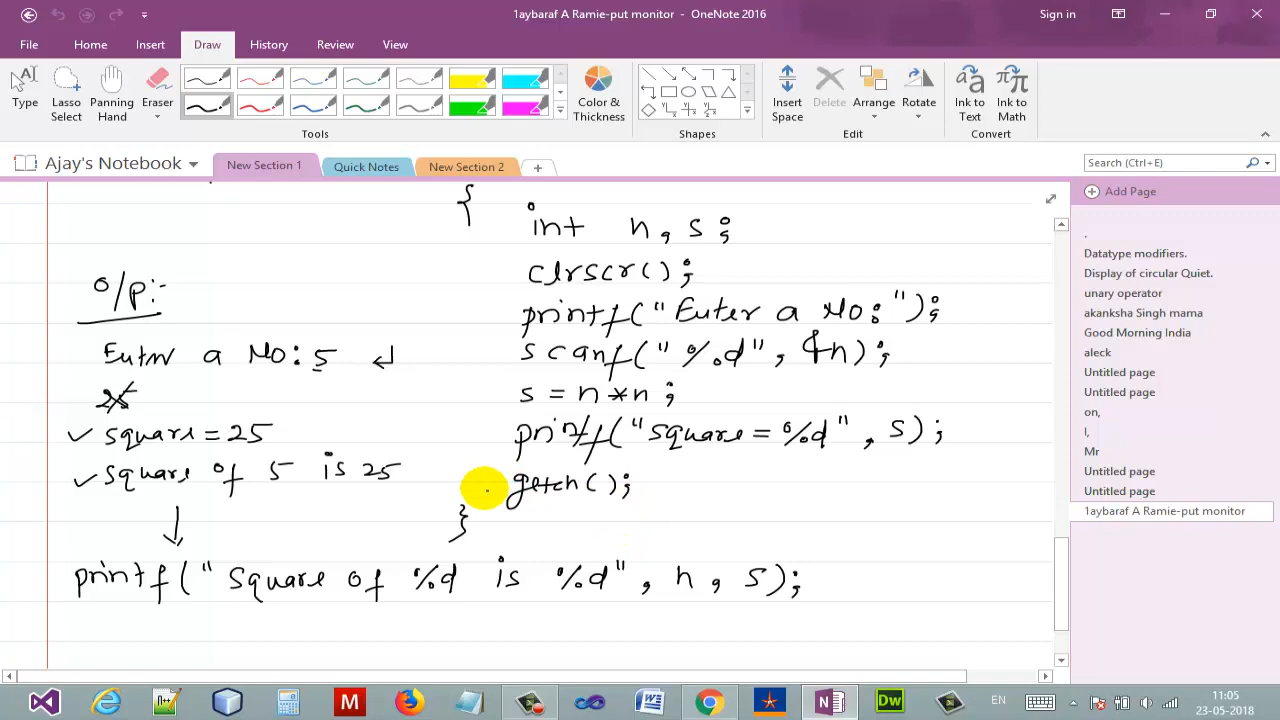 1aybaraf A Ramie-put monitor - OneNote 2016
Sign in
File Home Insert Draw History Review View
Type
Lasso Select
Panning Hand
Eraser
Color & Thickness
Insert Space
Delete
Arrange
Rotate
Ink to Text
Ink to Math
Tools
Shapes
Edit
Convert
Ajay's Notebook
New Section 1
Quick Notes
New Section 2
Search (Ctrl+E)
Add Page
.
Datatype modifiers.
Display of circular Quiet.
unary operator
akanksha Singh mama
Good Morning India
aleck
Untitled page
Untitled page
on,
I,
Mr
Untitled page
Untitled page
1aybaraf A Ramie-put monitor
{
int n, s;
clrscr();
printf("Enter a No:");
scanf("%d", &n);
s = n*n;
printf("square = %d", s);
getch();
}
o/p:-
Enter a No: 5 ↲
✓ square = 25
✓ square of 5 is 25
↓
printf("square of %d is %d", n, s);
M
Dw
EN
11:05
23-05-2018